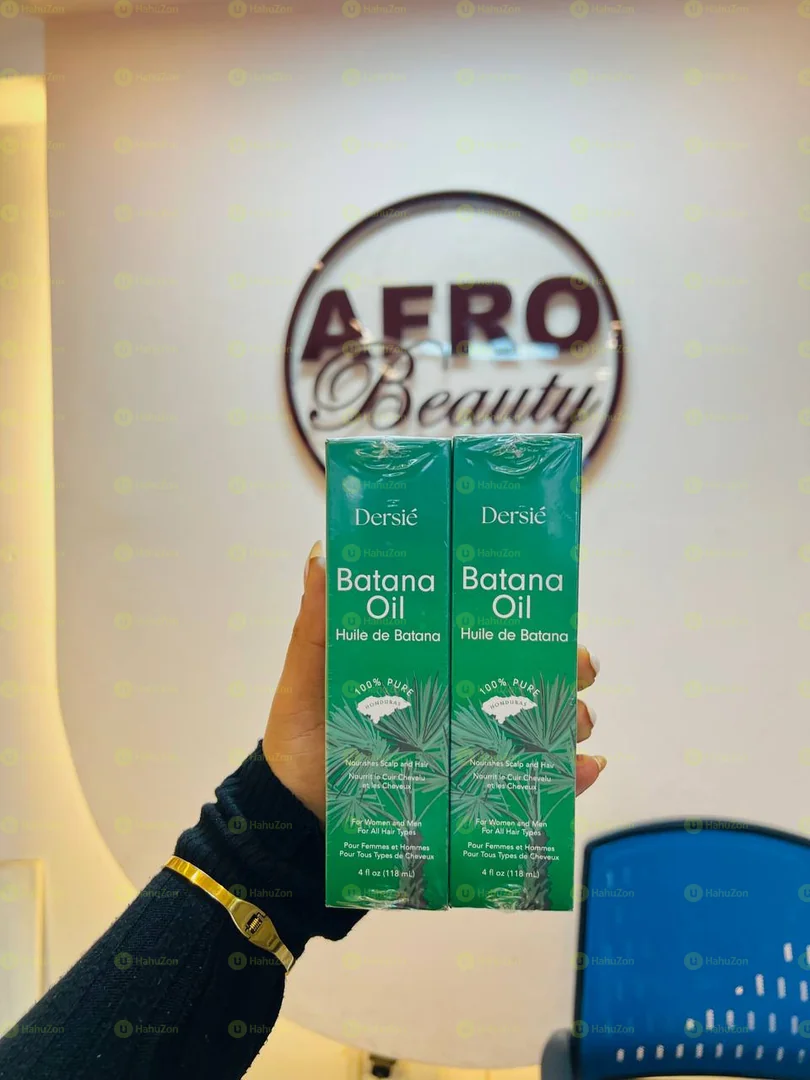 AFRO
Beauty
Dersié
Batana
Oil
Huile de Batana
100% PURE
HONDURAS
Nourishes Scalp and Hair
Nourrit le Cuir Chevelu
et les Cheveux
For Women and Men
For All Hair Types
Pour Femmes et Hommes
Pour Tous Types de Cheveux
4 fl oz (118 mL)
Dersié
Batana
Oil
Huile de Batana
100% PURE
HONDURAS
Nourishes Scalp and Hair
Nourrit le Cuir Chevelu
et les Cheveux
For Women and Men
For All Hair Types
Pour Femmes et Hommes
Pour Tous Types de Cheveux
4 fl oz (118 mL)
HahuZon